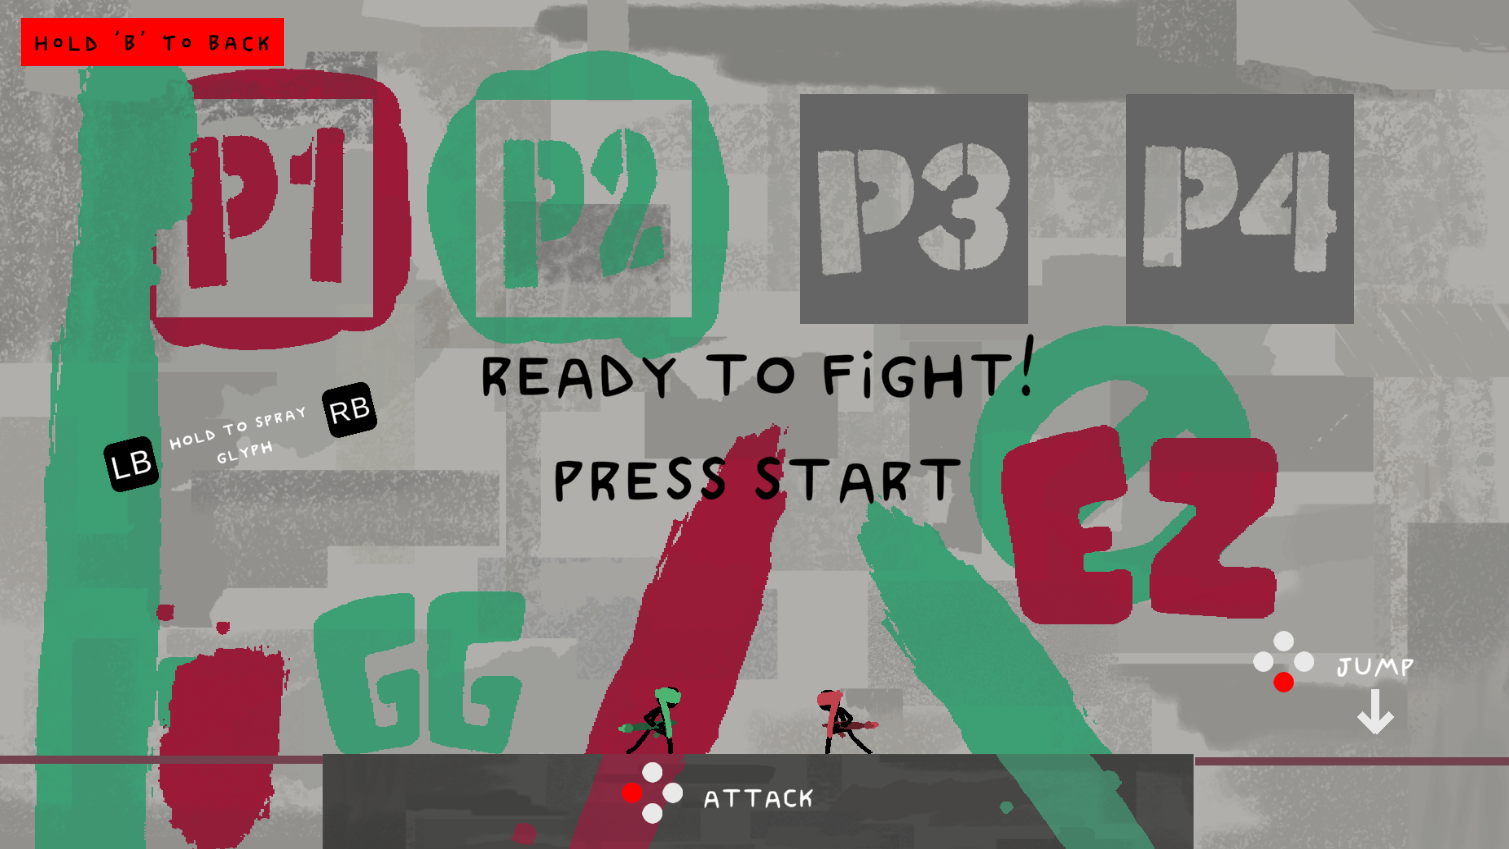 HOLD 'B' TO BACK
P1
P2
P3
P4
READY TO FiGHT!
LB HOLD TO SPRAY RB
GLYPH
PRESS START
EZ
GG
JUMP
ATTACK